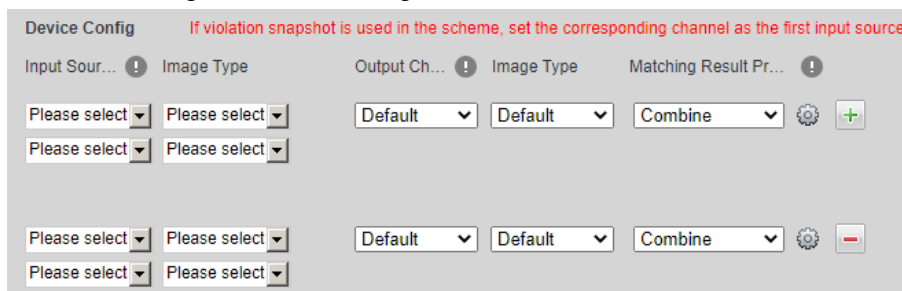 Device Config If violation snapshot is used in the scheme, set the corresponding channel as the first input source
Input Sour... Image Type Output Ch... Image Type Matching Result Pr...
Please select Please select Default Default Combine
Please select Please select
Please select Please select Default Default Combine
Please select Please select